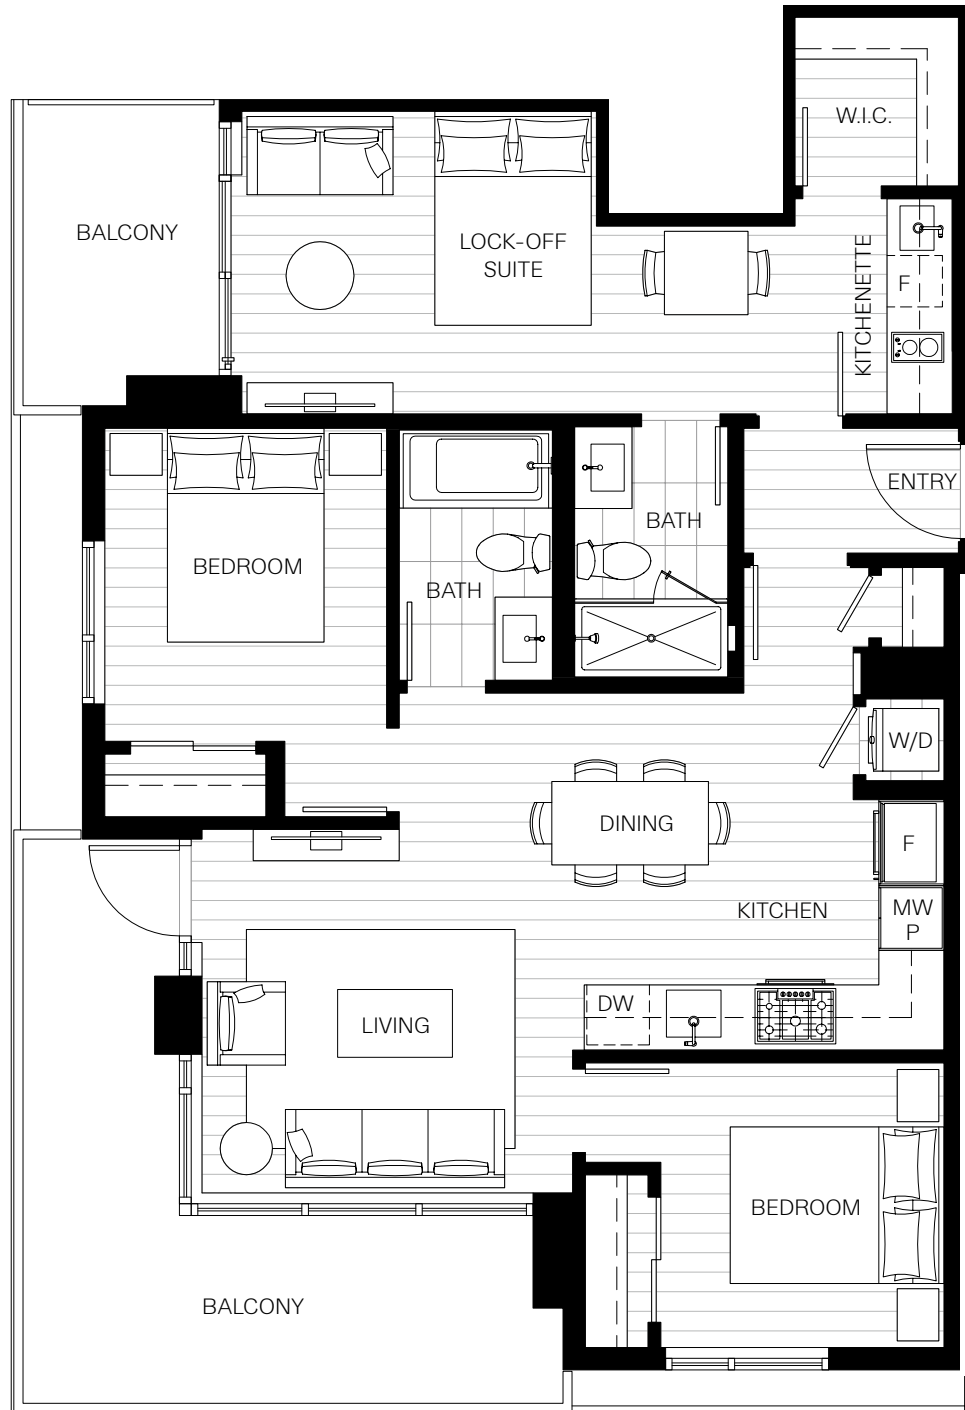 W.I.C.
BALCONY
LOCK-OFF
SUITE
KITCHENETTE
F
ENTRY
BATH
BEDROOM
BATH
W/D
DINING
F
KITCHEN
MW
P
DW
LIVING
BEDROOM
BALCONY